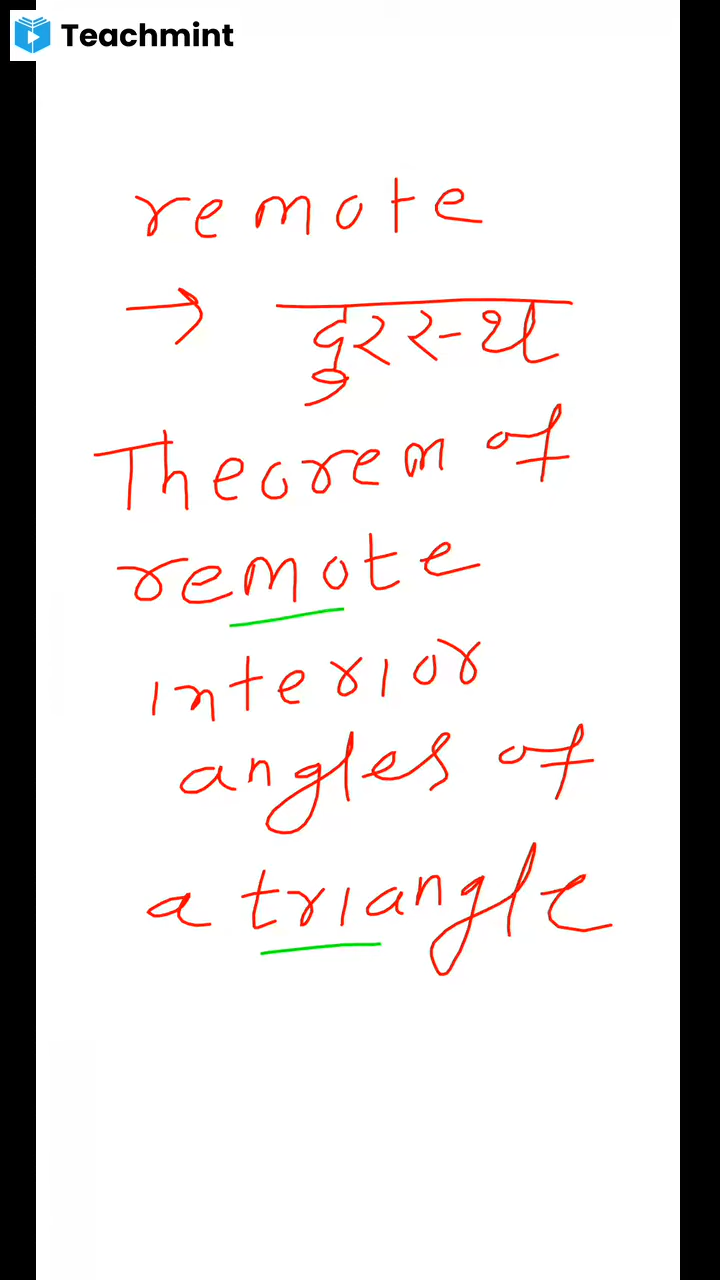 Teachmint
remote
→ दुरस्थ
Theorem of
remote
interior
angles of
a triangle